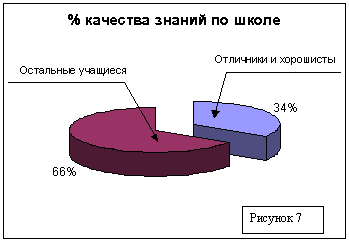 % качества знаний по школе
Остальные учащиеся
Отличники и хорошисты
34%
66%
Рисунок 7